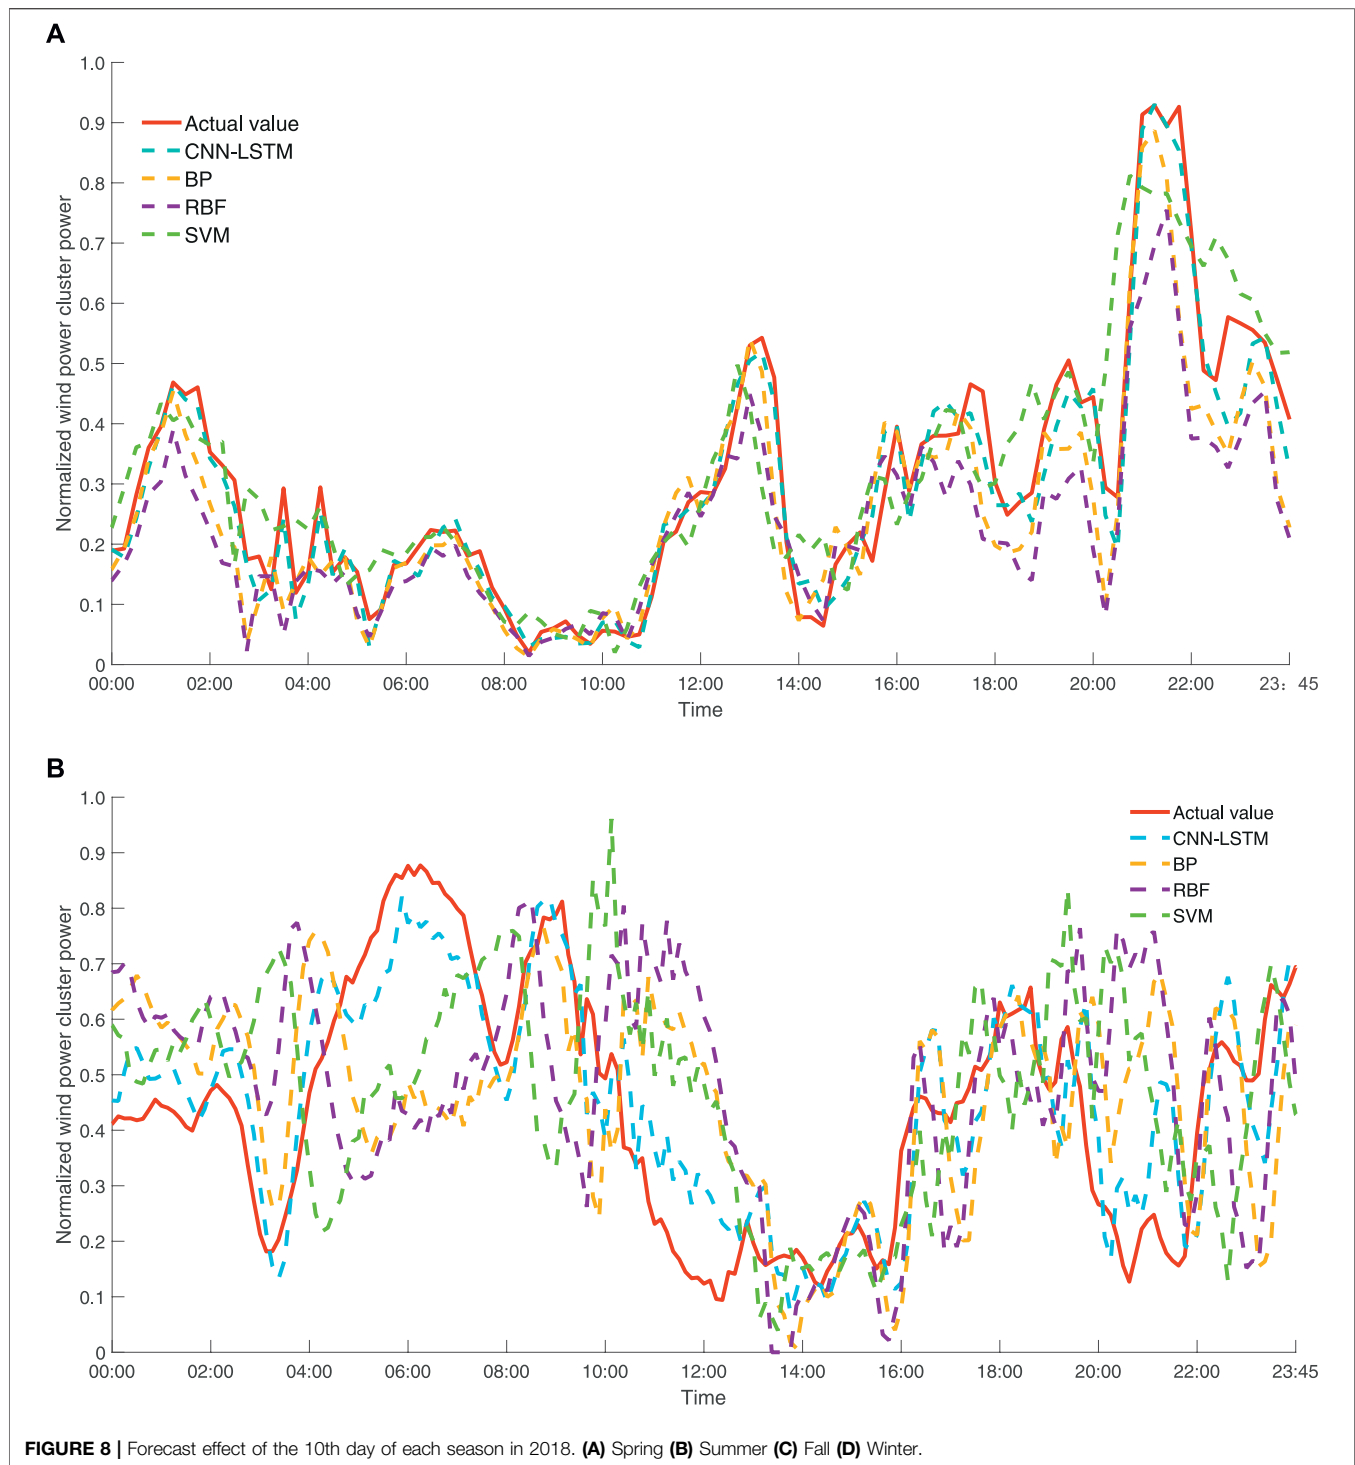 A
1.0
0.9
0.8
0.7
0.6
0.5
0.4
0.3
0.2
0.1
0
Normalized wind power cluster power
Actual value
CNN-LSTM
BP
RBF
SVM
00:00 02:00 04:00 06:00 08:00 10:00 12:00 14:00 16:00 18:00 20:00 22:00 23: 45
Time
B
1.0
0.9
0.8
0.7
0.6
0.5
0.4
0.3
0.2
0.1
0
Normalized wind power cluster power
Actual value
CNN-LSTM
BP
RBF
SVM
00:00 02:00 04:00 06:00 08:00 10:00 12:00 14:00 16:00 18:00 20:00 22:00 23:45
Time
FIGURE 8 | Forecast effect of the 10th day of each season in 2018. (A) Spring (B) Summer (C) Fall (D) Winter.